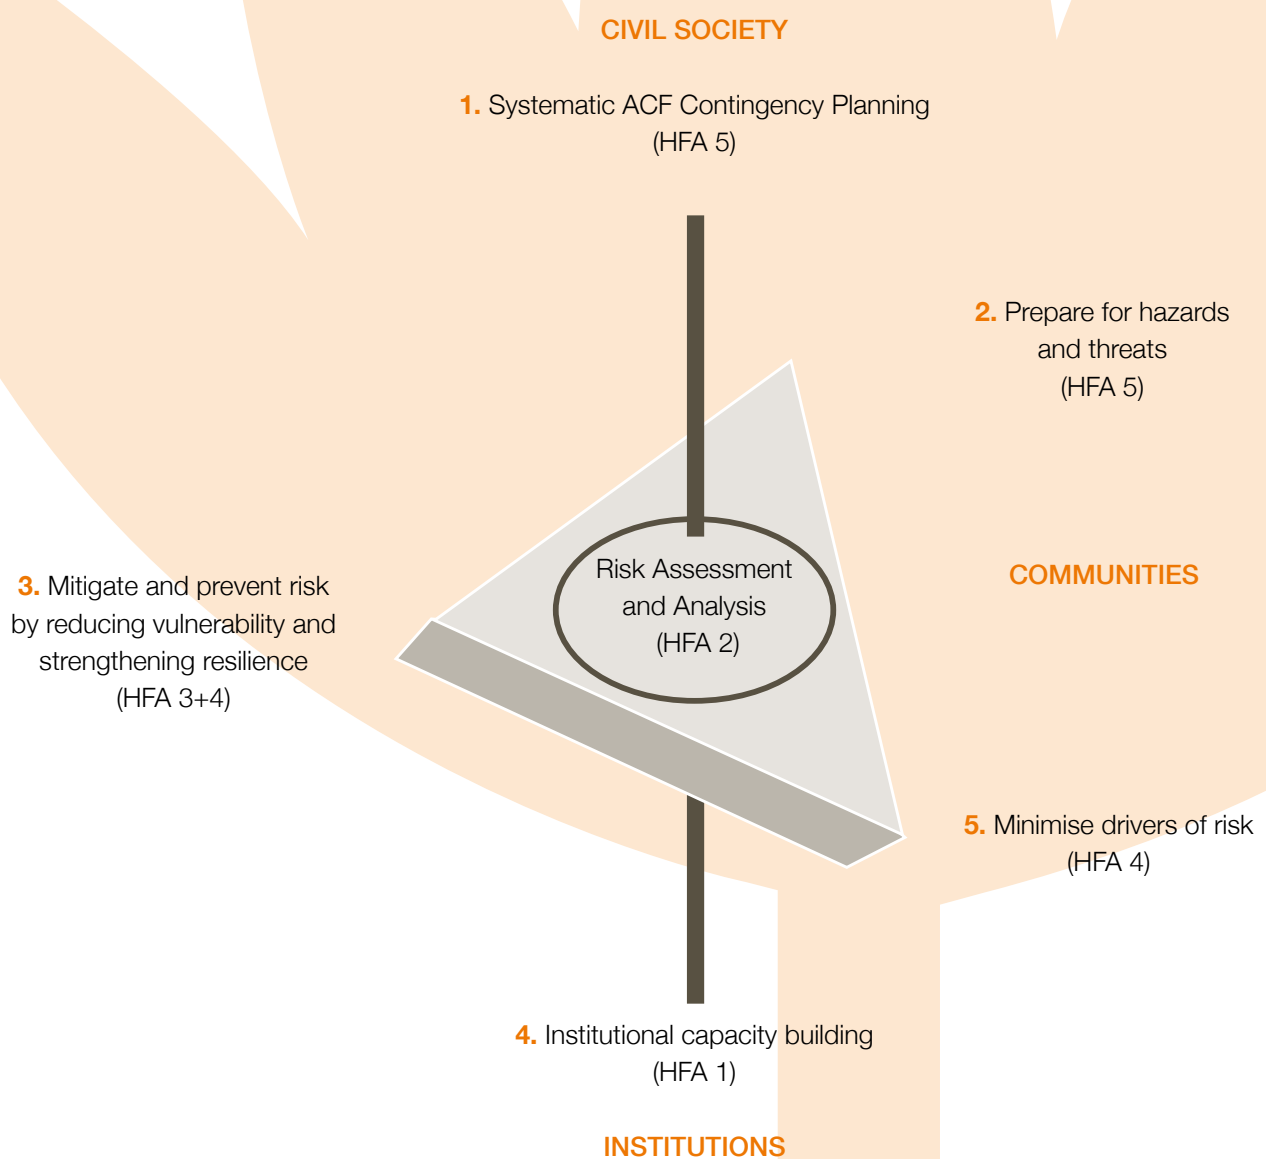 CIVIL SOCIETY
1. Systematic ACF Contingency Planning
(HFA 5)
2. Prepare for hazards
and threats
(HFA 5)
Risk Assessment
and Analysis
(HFA 2)
COMMUNITIES
3. Mitigate and prevent risk
by reducing vulnerability and
strengthening resilience
(HFA 3+4)
5. Minimise drivers of risk
(HFA 4)
4. Institutional capacity building
(HFA 1)
INSTITUTIONS